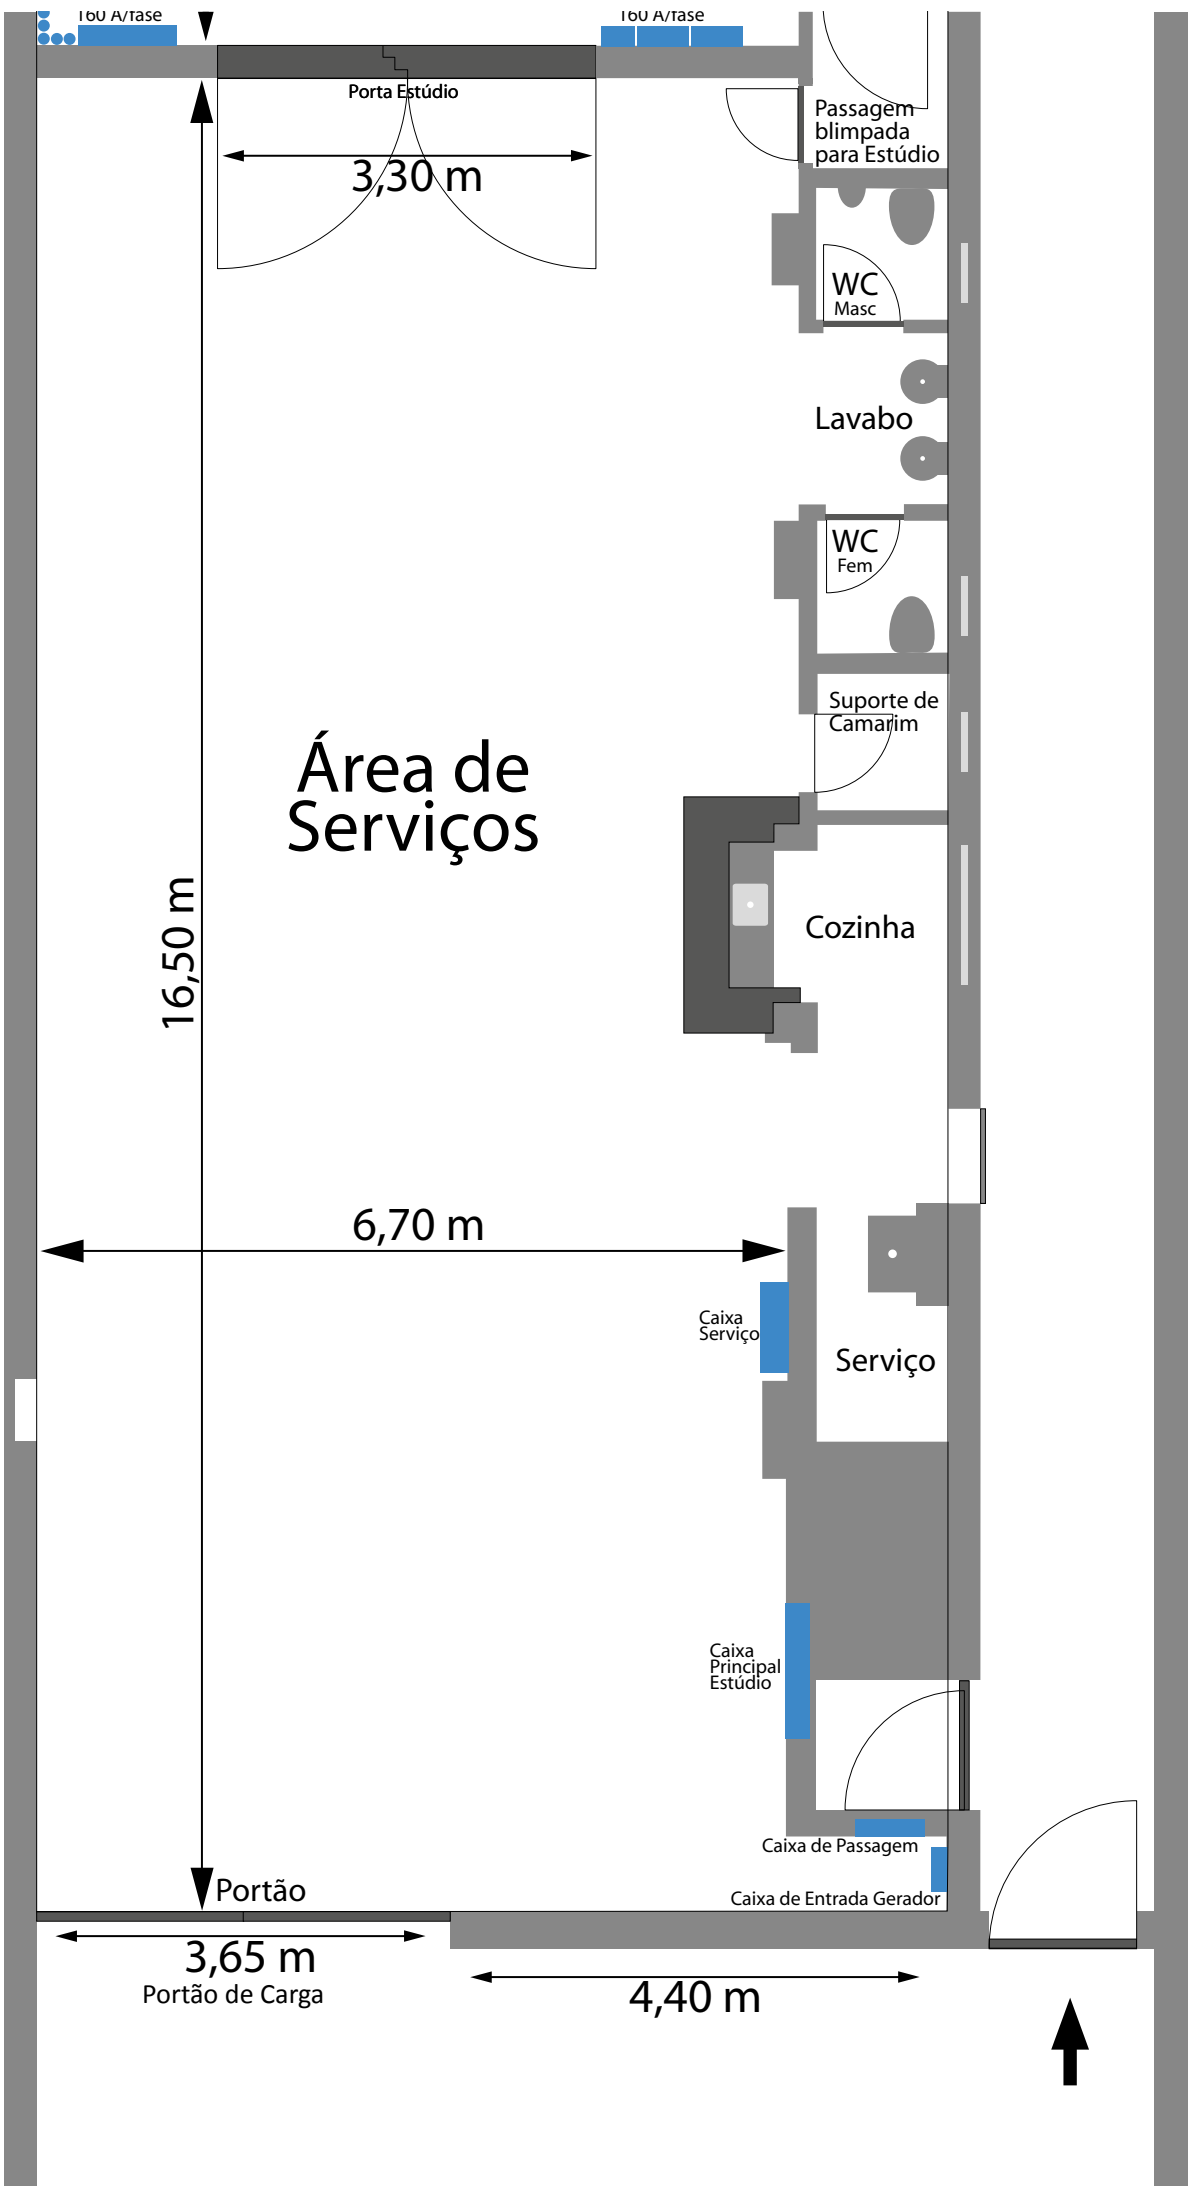 160 A/fase
160 A/fase
Porta Estúdio
3,30 m
Passagem
blimpada
para Estúdio
WC
Masc
Lavabo
WC
Fem
Suporte de
Camarim
Área de
Serviços
16,50 m
Cozinha
6,70 m
Caixa
Serviço
Serviço
Caixa
Principal
Estúdio
Caixa de Passagem
Portão
Caixa de Entrada Gerador
3,65 m
Portão de Carga
4,40 m